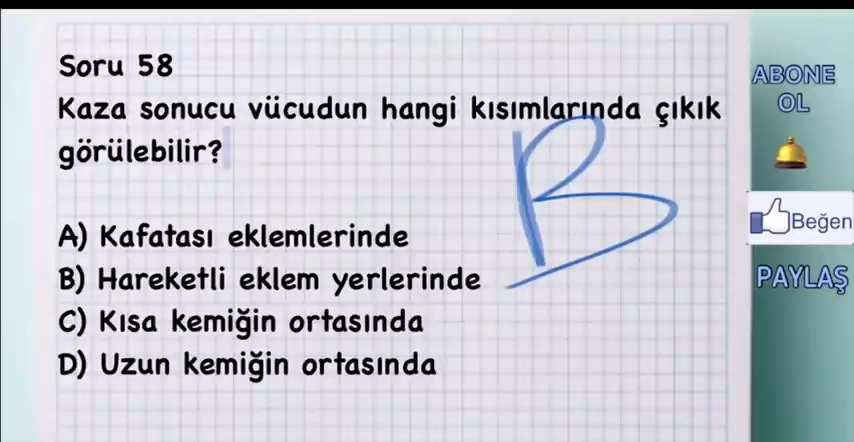 Soru 58
Kaza sonucu vücudun hangi kısımlarında çıkık
görülebilir?
B
A) Kafatası eklemlerinde
B) Hareketli eklem yerlerinde
C) Kısa kemiğin ortasında
D) Uzun kemiğin ortasında
ABONE
OL
Beğen
PAYLAŞ